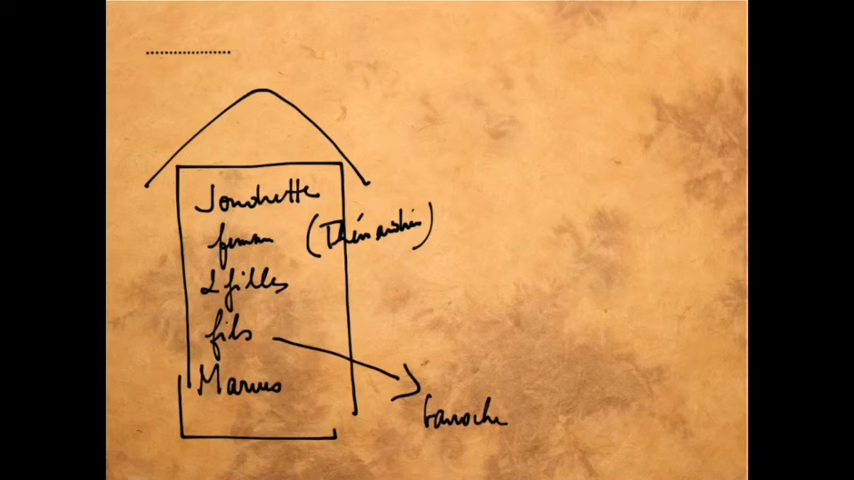 Jondrette
femme (Thénardier)
2 filles
fils
Marius
Gavroche